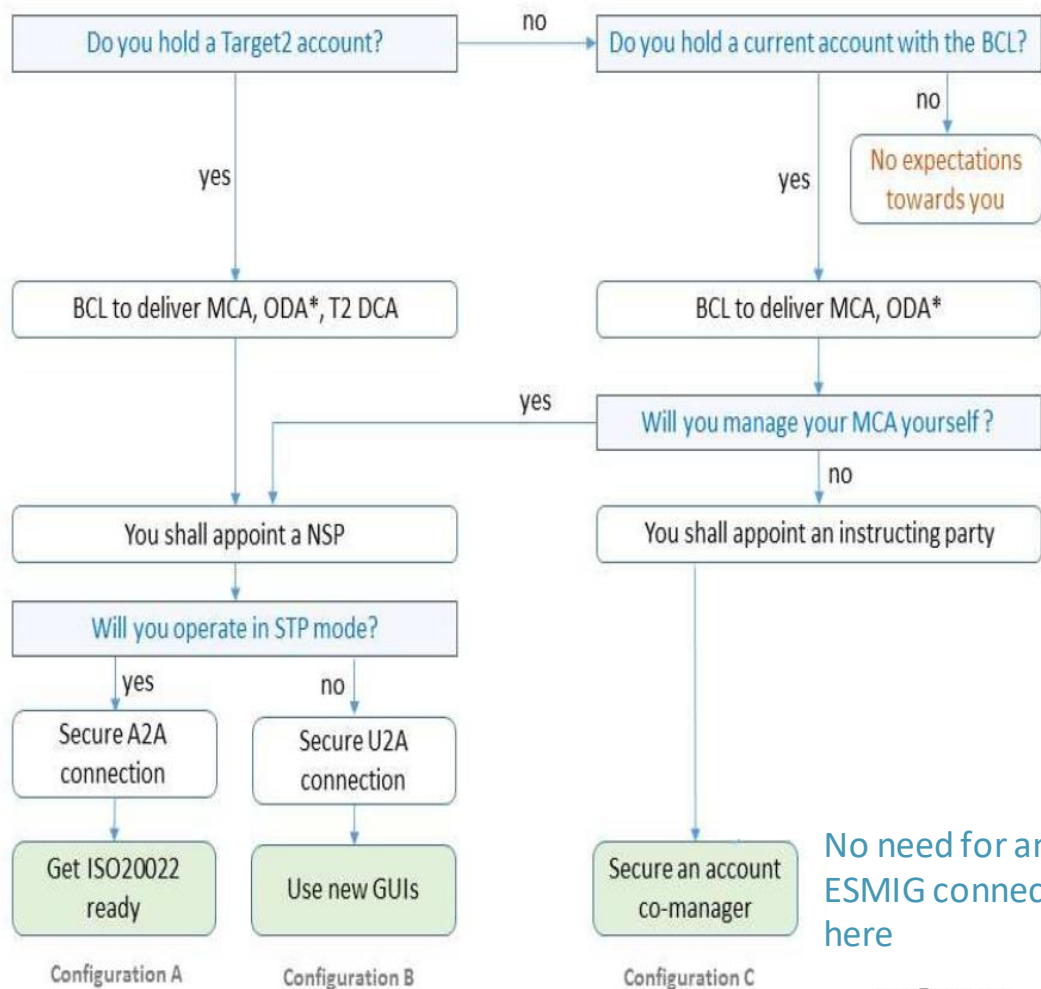 Do you hold a Target2 account?
no
Do you hold a current account with the BCL?
no
No expectations
towards you
yes
yes
BCL to deliver MCA, ODA*, T2 DCA
BCL to deliver MCA, ODA*
yes
Will you manage your MCA yourself ?
no
You shall appoint a NSP
You shall appoint an instructing party
Will you operate in STP mode?
yes
no
Secure A2A
connection
Secure U2A
connection
Get ISO20022
ready
Use new GUIs
Secure an account
co-manager
No need for an
ESMIG connec
here
Configuration A
Configuration B
Configuration C